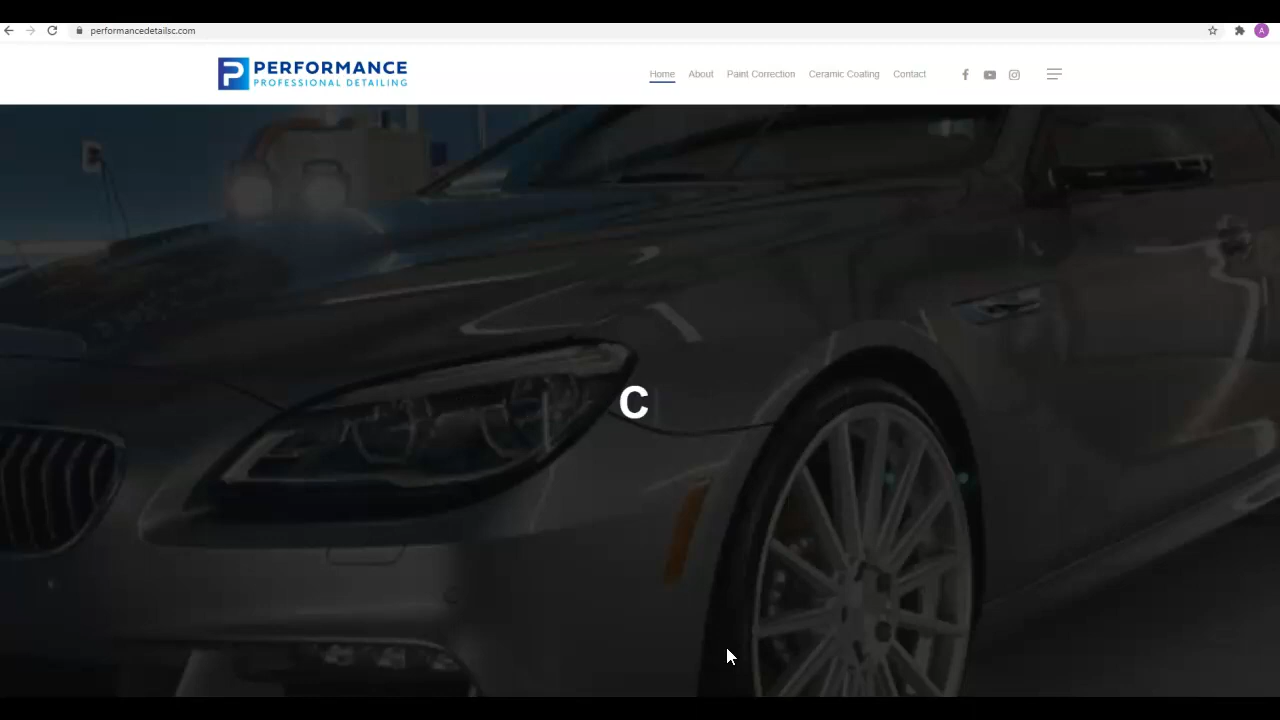 performancedetailsc.com
A
P PERFORMANCE
PROFESSIONAL DETAILING
Home About Paint Correction Ceramic Coating Contact
C